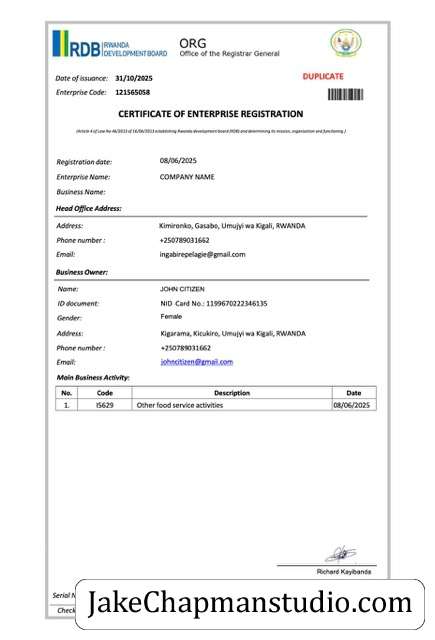 RDB RWANDA
DEVELOPMENT BOARD
ORG
Office of the Registrar General
Date of issuance: 31/10/2025
DUPLICATE
Enterprise Code: 121565058
CERTIFICATE OF ENTERPRISE REGISTRATION
(Article 4 of Law No 46/2013 of 16/06/2013 establishing Rwanda development board (RDB) and determining its mission, organisation and functioning.)
Registration date: 08/06/2025
Enterprise Name: COMPANY NAME
Business Name:
Head Office Address:
Address: Kimironko, Gasabo, Umujyi wa Kigali, RWANDA
Phone number : +250789031662
Email: ingabirepelagie@gmail.com
Business Owner:
Name: JOHN CITIZEN
ID document: NID Card No.: 1199670222346135
Gender: Female
Address: Kigarama, Kicukiro, Umujyi wa Kigali, RWANDA
Phone number : +250789031662
Email: johncitizen@gmail.com
Main Business Activity:
No. Code Description Date
1. I5629 Other food service activities 08/06/2025
Richard Kayibanda
Serial
Check
JakeChapmanstudio.com